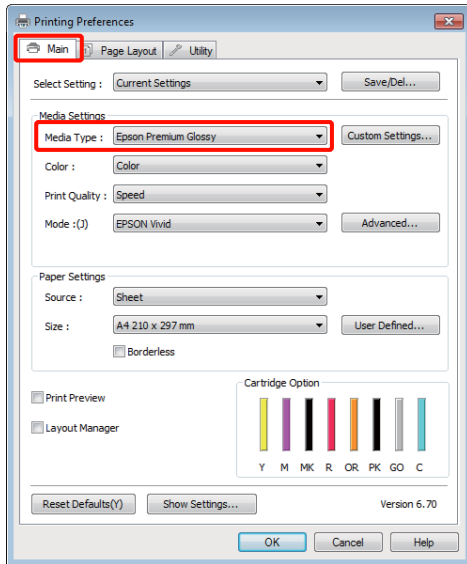 Printing Preferences
Main Page Layout Utility
Select Setting : Current Settings Save/Del...
Media Settings
Media Type : Epson Premium Glossy Custom Settings...
Color : Color
Print Quality : Speed
Mode :(J) EPSON Vivid Advanced...
Paper Settings
Source : Sheet
Size : A4 210 x 297 mm User Defined...
Borderless
Cartridge Option
Print Preview
Layout Manager
Y M MK R OR PK GO C
Reset Defaults(Y) Show Settings... Version 6.70
OK Cancel Help